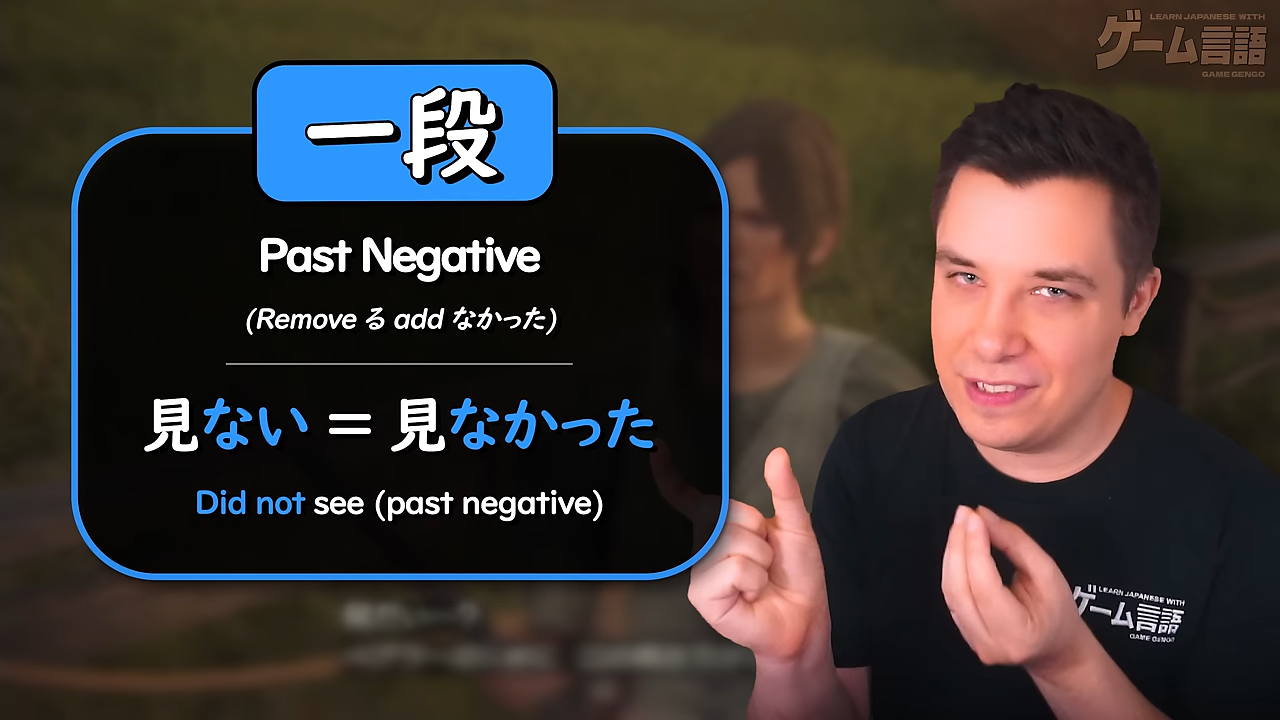 LEARN JAPANESE WITH
ゲーム言語
GAME GENGO
一段
Past Negative
(Remove る add なかった)
見ない = 見なかった
Did not see (past negative)
LEARN JAPANESE WITH
ゲーム言語
GAME GENGO